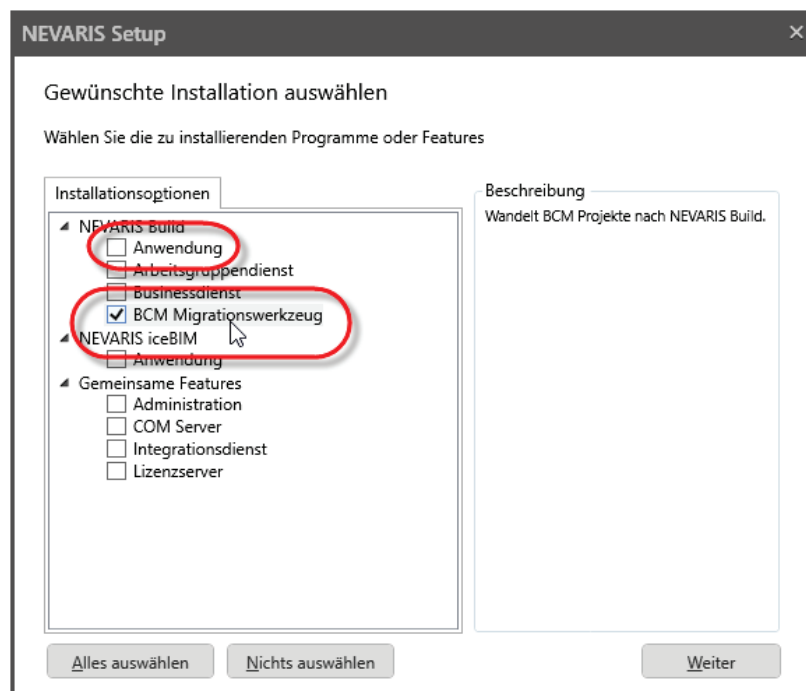 NEVARIS Setup
Gewünschte Installation auswählen
Wählen Sie die zu installierenden Programme oder Features
Installationsoptionen
NEVARIS Build
Anwendung
Arbeitsgruppendienst
Businessdienst
BCM Migrationswerkzeug
NEVARIS iceBIM
Anwendung
Gemeinsame Features
Administration
COM Server
Integrationsdienst
Lizenzserver
Beschreibung
Wandelt BCM Projekte nach NEVARIS Build.
Alles auswählen
Nichts auswählen
Weiter